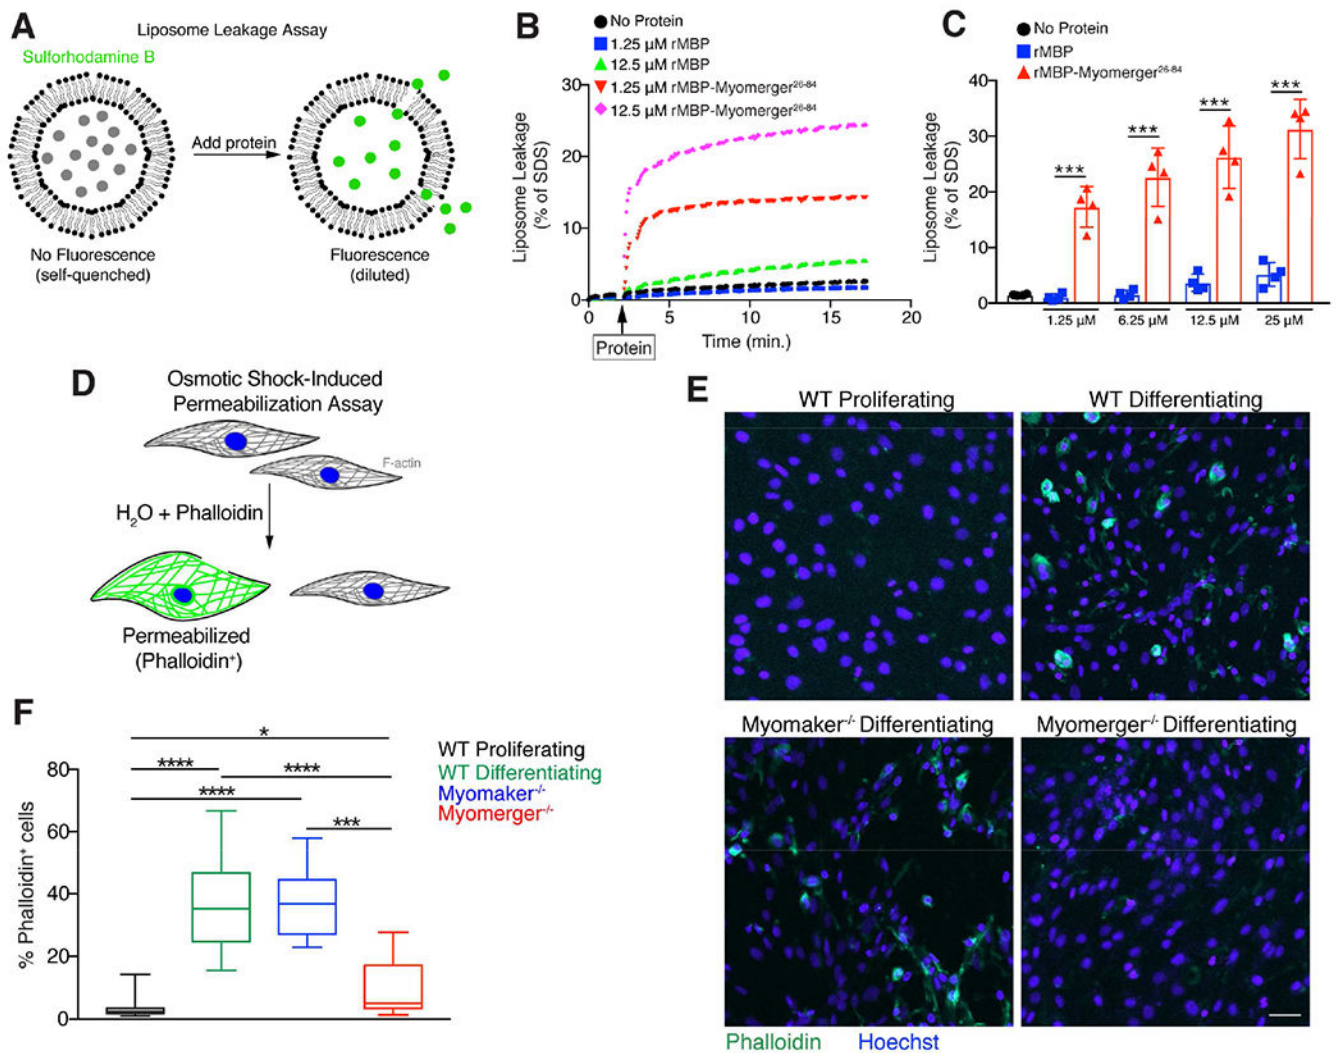 A
Liposome Leakage Assay
Sulforhodamine B
Add protein
No Fluorescence
(self-quenched)
Fluorescence
(diluted)
B
No Protein
1.25 µM rMBP
12.5 µM rMBP
1.25 µM rMBP-Myomerger26-84
12.5 µM rMBP-Myomerger26-84
Liposome Leakage
(% of SDS)
30
20
10
0
0
5
10
15
20
Protein
Time (min.)
C
No Protein
rMBP
rMBP-Myomerger26-84
Liposome Leakage
(% of SDS)
40
30
20
10
0
***
***
***
***
1.25 µM
6.25 µM
12.5 µM
25 µM
D
Osmotic Shock-Induced
Permeabilization Assay
F-actin
H2O + Phalloidin
Permeabilized
(Phalloidin+)
E
WT Proliferating
WT Differentiating
Myomaker-/- Differentiating
Myomerger-/- Differentiating
Phalloidin
Hoechst
F
% Phalloidin+ cells
80
60
40
20
0
*
****
****
****
***
WT Proliferating
WT Differentiating
Myomaker-/-
Myomerger-/-